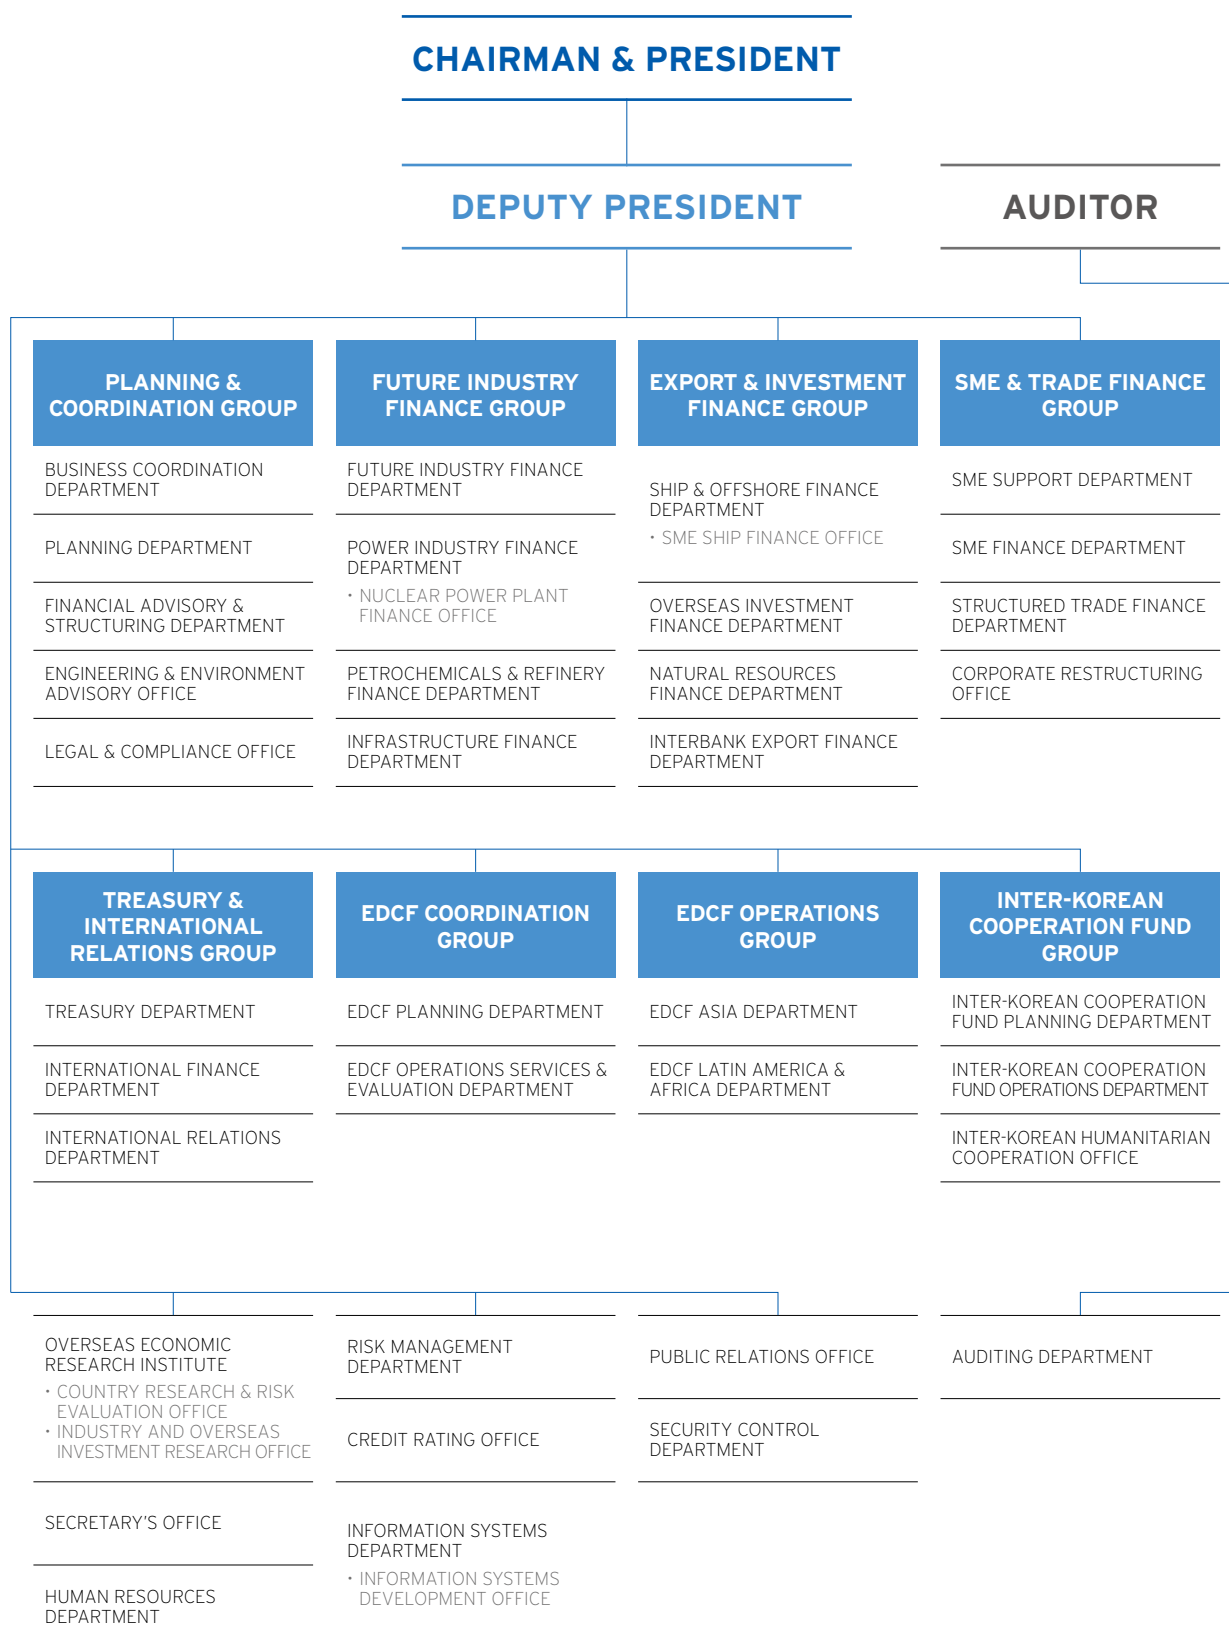 CHAIRMAN & PRESIDENT
DEPUTY PRESIDENT
AUDITOR
PLANNING &
COORDINATION GROUP
BUSINESS COORDINATION
DEPARTMENT
PLANNING DEPARTMENT
FINANCIAL ADVISORY &
STRUCTURING DEPARTMENT
ENGINEERING & ENVIRONMENT
ADVISORY OFFICE
LEGAL & COMPLIANCE OFFICE
FUTURE INDUSTRY
FINANCE GROUP
FUTURE INDUSTRY FINANCE
DEPARTMENT
POWER INDUSTRY FINANCE
DEPARTMENT
• NUCLEAR POWER PLANT
FINANCE OFFICE
PETROCHEMICALS & REFINERY
FINANCE DEPARTMENT
INFRASTRUCTURE FINANCE
DEPARTMENT
EXPORT & INVESTMENT
FINANCE GROUP
SHIP & OFFSHORE FINANCE
DEPARTMENT
• SME SHIP FINANCE OFFICE
OVERSEAS INVESTMENT
FINANCE DEPARTMENT
NATURAL RESOURCES
FINANCE DEPARTMENT
INTERBANK EXPORT FINANCE
DEPARTMENT
SME & TRADE FINANCE
GROUP
SME SUPPORT DEPARTMENT
SME FINANCE DEPARTMENT
STRUCTURED TRADE FINANCE
DEPARTMENT
CORPORATE RESTRUCTURING
OFFICE
TREASURY &
INTERNATIONAL
RELATIONS GROUP
TREASURY DEPARTMENT
INTERNATIONAL FINANCE
DEPARTMENT
INTERNATIONAL RELATIONS
DEPARTMENT
EDCF COORDINATION
GROUP
EDCF PLANNING DEPARTMENT
EDCF OPERATIONS SERVICES &
EVALUATION DEPARTMENT
EDCF OPERATIONS
GROUP
EDCF ASIA DEPARTMENT
EDCF LATIN AMERICA &
AFRICA DEPARTMENT
INTER-KOREAN
COOPERATION FUND
GROUP
INTER-KOREAN COOPERATION
FUND PLANNING DEPARTMENT
INTER-KOREAN COOPERATION
FUND OPERATIONS DEPARTMENT
INTER-KOREAN HUMANITARIAN
COOPERATION OFFICE
OVERSEAS ECONOMIC
RESEARCH INSTITUTE
• COUNTRY RESEARCH & RISK
EVALUATION OFFICE
• INDUSTRY AND OVERSEAS
INVESTMENT RESEARCH OFFICE
SECRETARY'S OFFICE
HUMAN RESOURCES
DEPARTMENT
RISK MANAGEMENT
DEPARTMENT
CREDIT RATING OFFICE
INFORMATION SYSTEMS
DEPARTMENT
• INFORMATION SYSTEMS
DEVELOPMENT OFFICE
PUBLIC RELATIONS OFFICE
SECURITY CONTROL
DEPARTMENT
AUDITING DEPARTMENT